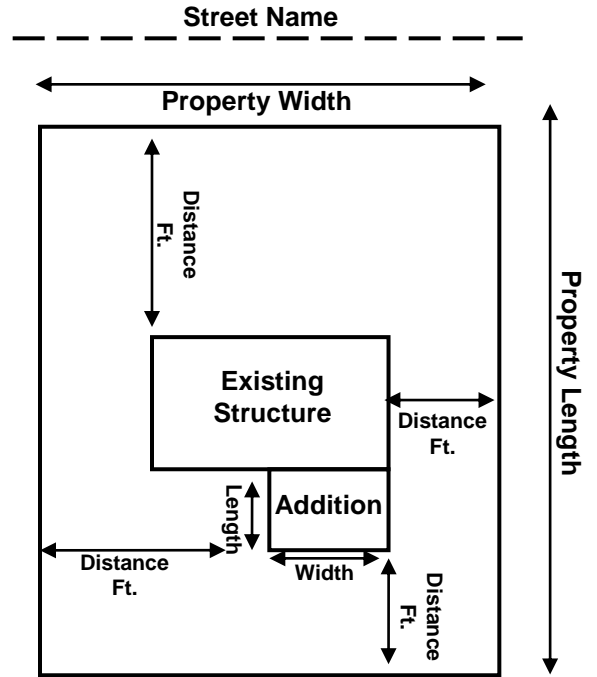 Street Name
Property Width
Distance
Ft.
Property Length
Existing
Structure
Distance
Ft.
Length
Addition
Distance
Ft.
Width
Distance
Ft.